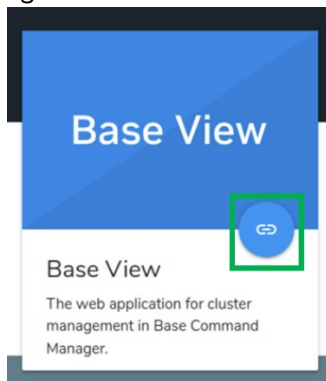 Base View
Base View
The web application for cluster
management in Base Command
Manager.